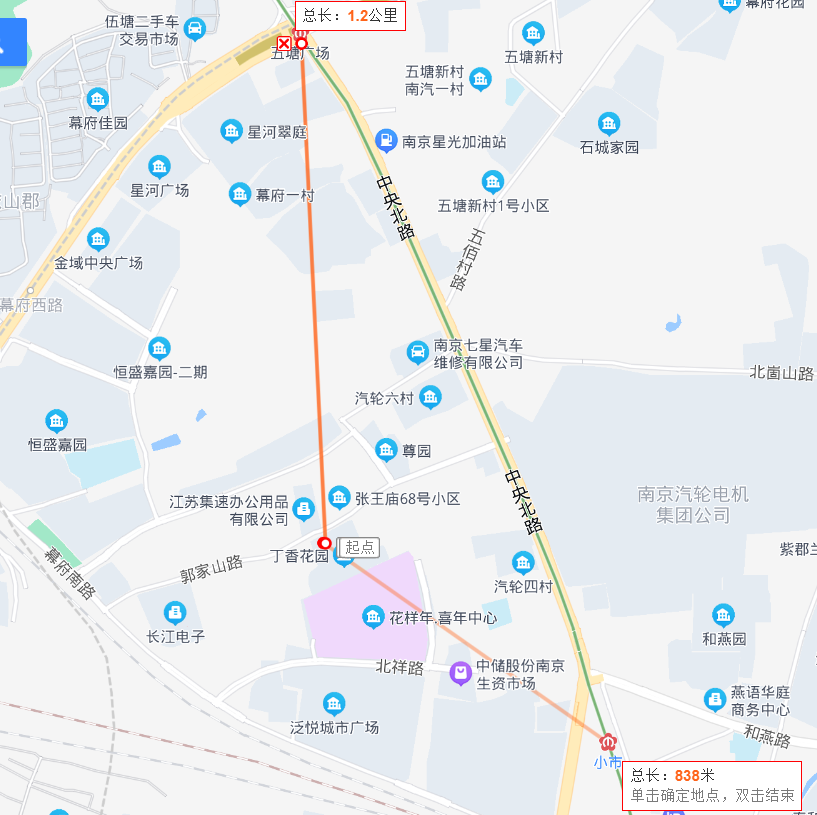 总长：1.2公里
幕府花园
伍塘二手车
交易市场
五塘广场
五塘新村
五塘新村
南汽一村
幕府佳园
星河翠庭
南京星光加油站
石城家园
星河广场
幕府一村
中央北路
五塘新村1号小区
山郡
五佰村路
金域中央广场
幕府西路
南京七星汽车
维修有限公司
恒盛嘉园-二期
北崮山路
汽轮六村
恒盛嘉园
尊园
江苏集速办公用品
有限公司
张王庙68号小区
中央北路
南京汽轮电机
集团公司
起点
丁香花园
紫郡兰
幕府南路
郭家山路
汽轮四村
花样年.喜年中心
长江电子
和燕园
北祥路
中储股份南京
生资市场
燕语华庭
商务中心
泛悦城市广场
和燕路
小市
总长：838米
单击确定地点，双击结束